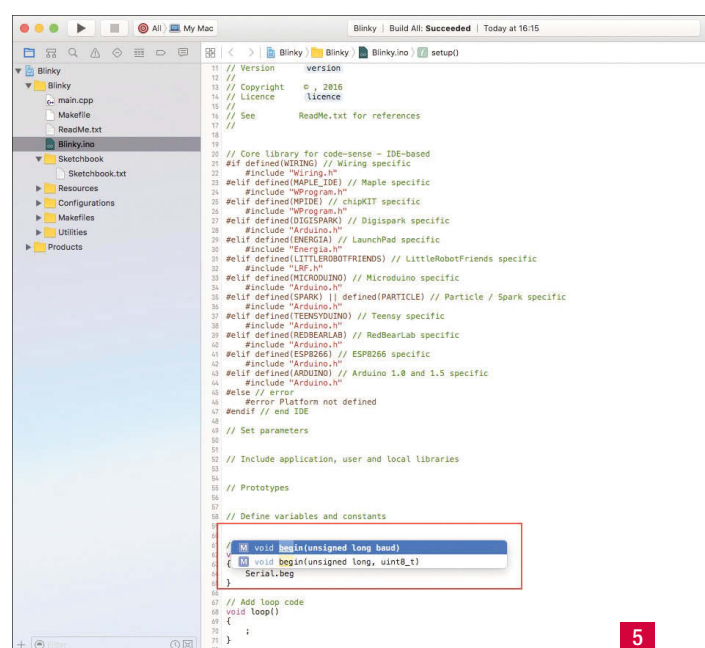 All
My Mac
Blinky | Build All: Succeeded | Today at 16:15
Blinky
Blinky
Blinky.ino
setup()
Blinky
Blinky
main.cpp
Makefile
ReadMe.txt
Blinky.ino
Sketchbook
Sketchbook.txt
Resources
Configurations
Makefiles
Utilities
Products
11 // Version version
12 //
13 // Copyright © , 2016
14 // Licence licence
15 //
16 // See ReadMe.txt for references
17 //
18
19
20 // Core library for code-sense - IDE-based
21 #if defined(WIRING) // Wiring specific
22 #include "Wiring.h"
23 #elif defined(MAPLE_IDE) // Maple specific
24 #include "WProgram.h"
25 #elif defined(MPIDE) // chipKIT specific
26 #include "WProgram.h"
27 #elif defined(DIGISPARK) // Digispark specific
28 #include "Arduino.h"
29 #elif defined(ENERGIA) // LaunchPad specific
30 #include "Energia.h"
31 #elif defined(LITTLEROBOTFRIENDS) // LittleRobotFriends specific
32 #include "LRF.h"
33 #elif defined(MICRODUINO) // Microduino specific
34 #include "Arduino.h"
35 #elif defined(SPARK) || defined(PARTICLE) // Particle / Spark specific
36 #include "Arduino.h"
37 #elif defined(TEENSYDUINO) // Teensy specific
38 #include "Arduino.h"
39 #elif defined(REDBEARLAB) // RedBearLab specific
40 #include "Arduino.h"
41 #elif defined(ESP8266) // ESP8266 specific
42 #include "Arduino.h"
43 #elif defined(ARDUINO) // Arduino 1.0 and 1.5 specific
44 #include "Arduino.h"
45 #else // error
46 #error Platform not defined
47 #endif // end IDE
48
49 // Set parameters
50
51
52 // Include application, user and local libraries
53
54
55 // Prototypes
56
57
58 // Define variables and constants
59
60
M void begin(unsigned long baud)
M void begin(unsigned long, uint8_t)
{
Serial.beg
}
66
67 // Add loop code
68 void loop()
69 {
70 ;
71 }
Filter
5